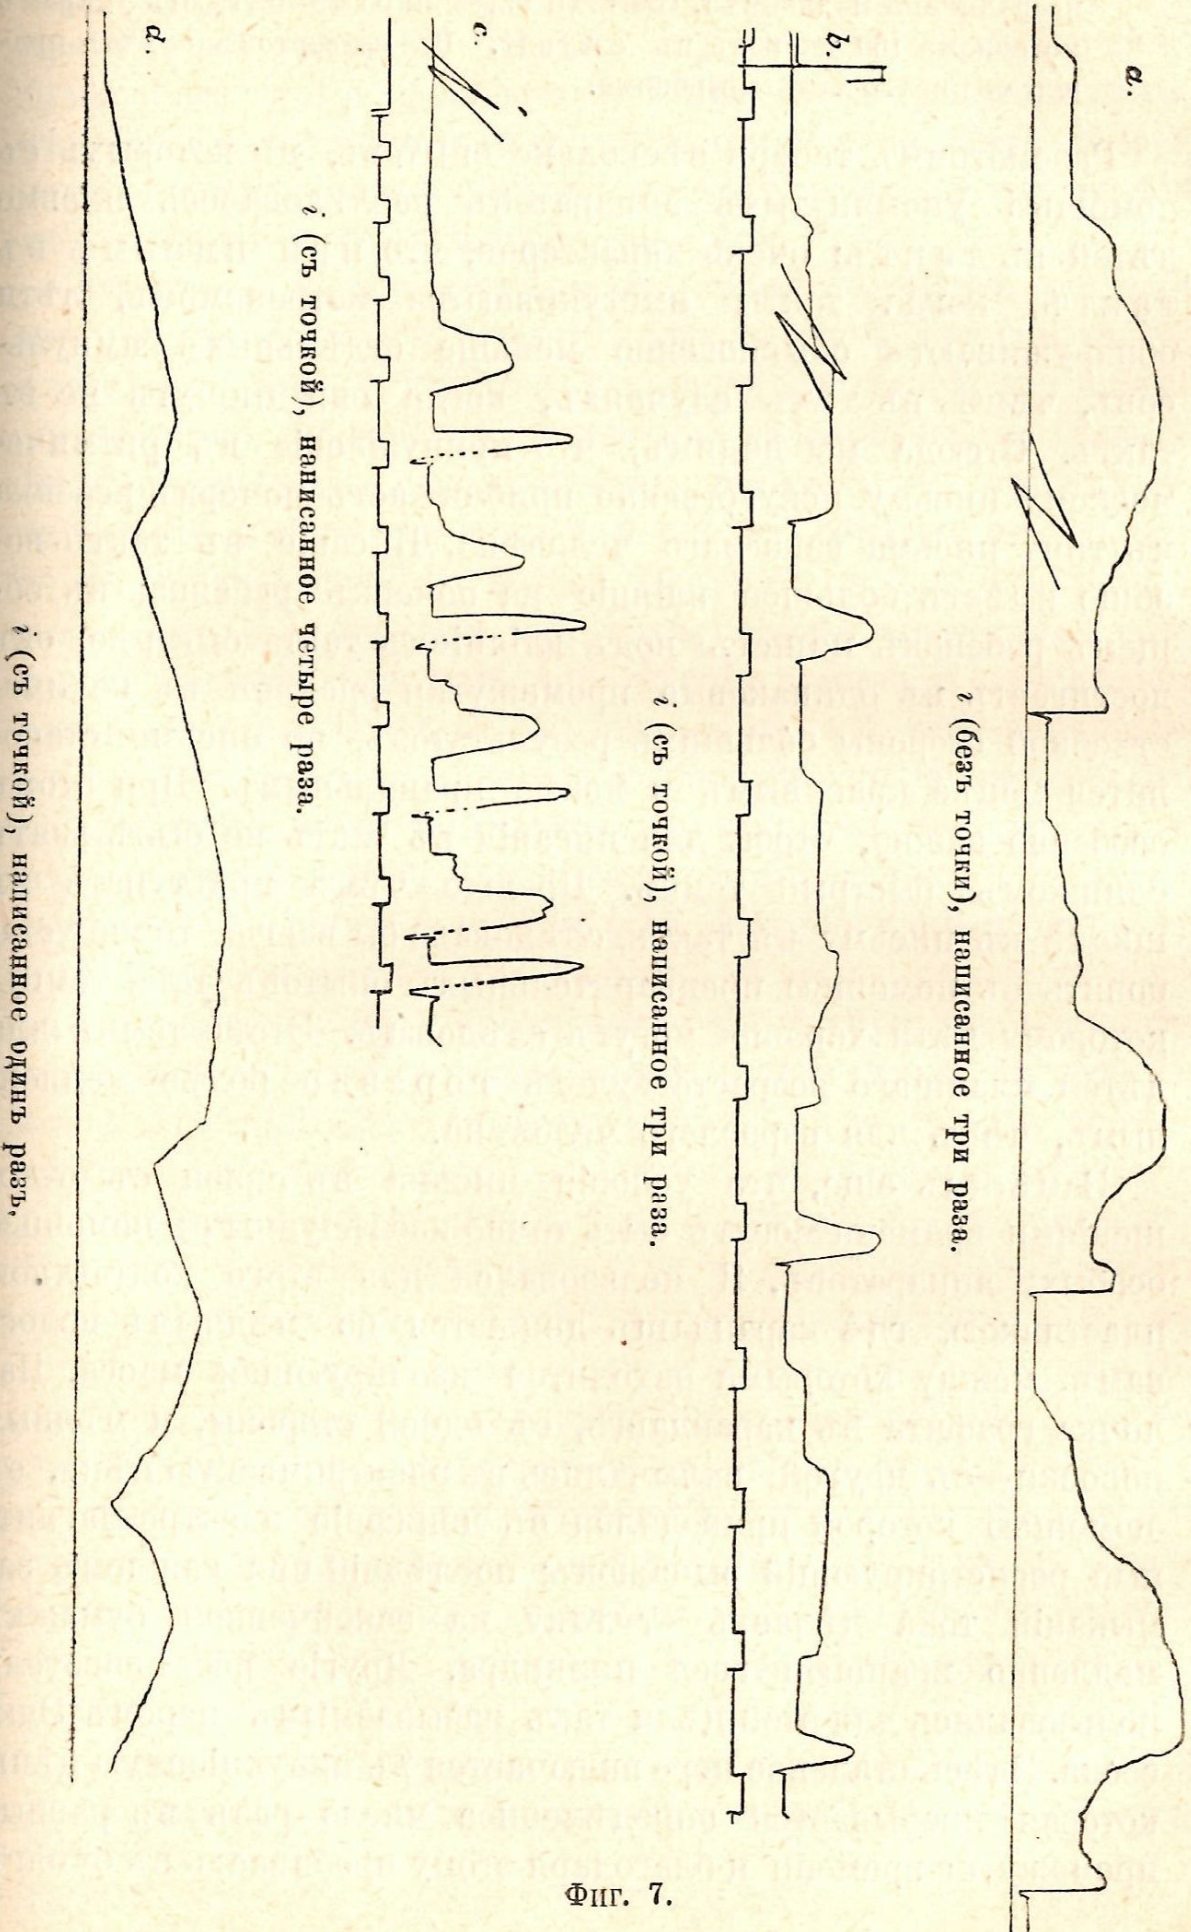 a.
i (безъ точки), написанное три раза.
b.
i (съ точкой), написанное три раза.
c.
i (съ точкой), написанное четыре раза.
d.
i (съ точкой), написанное одинъ разъ,
Фиг. 7.